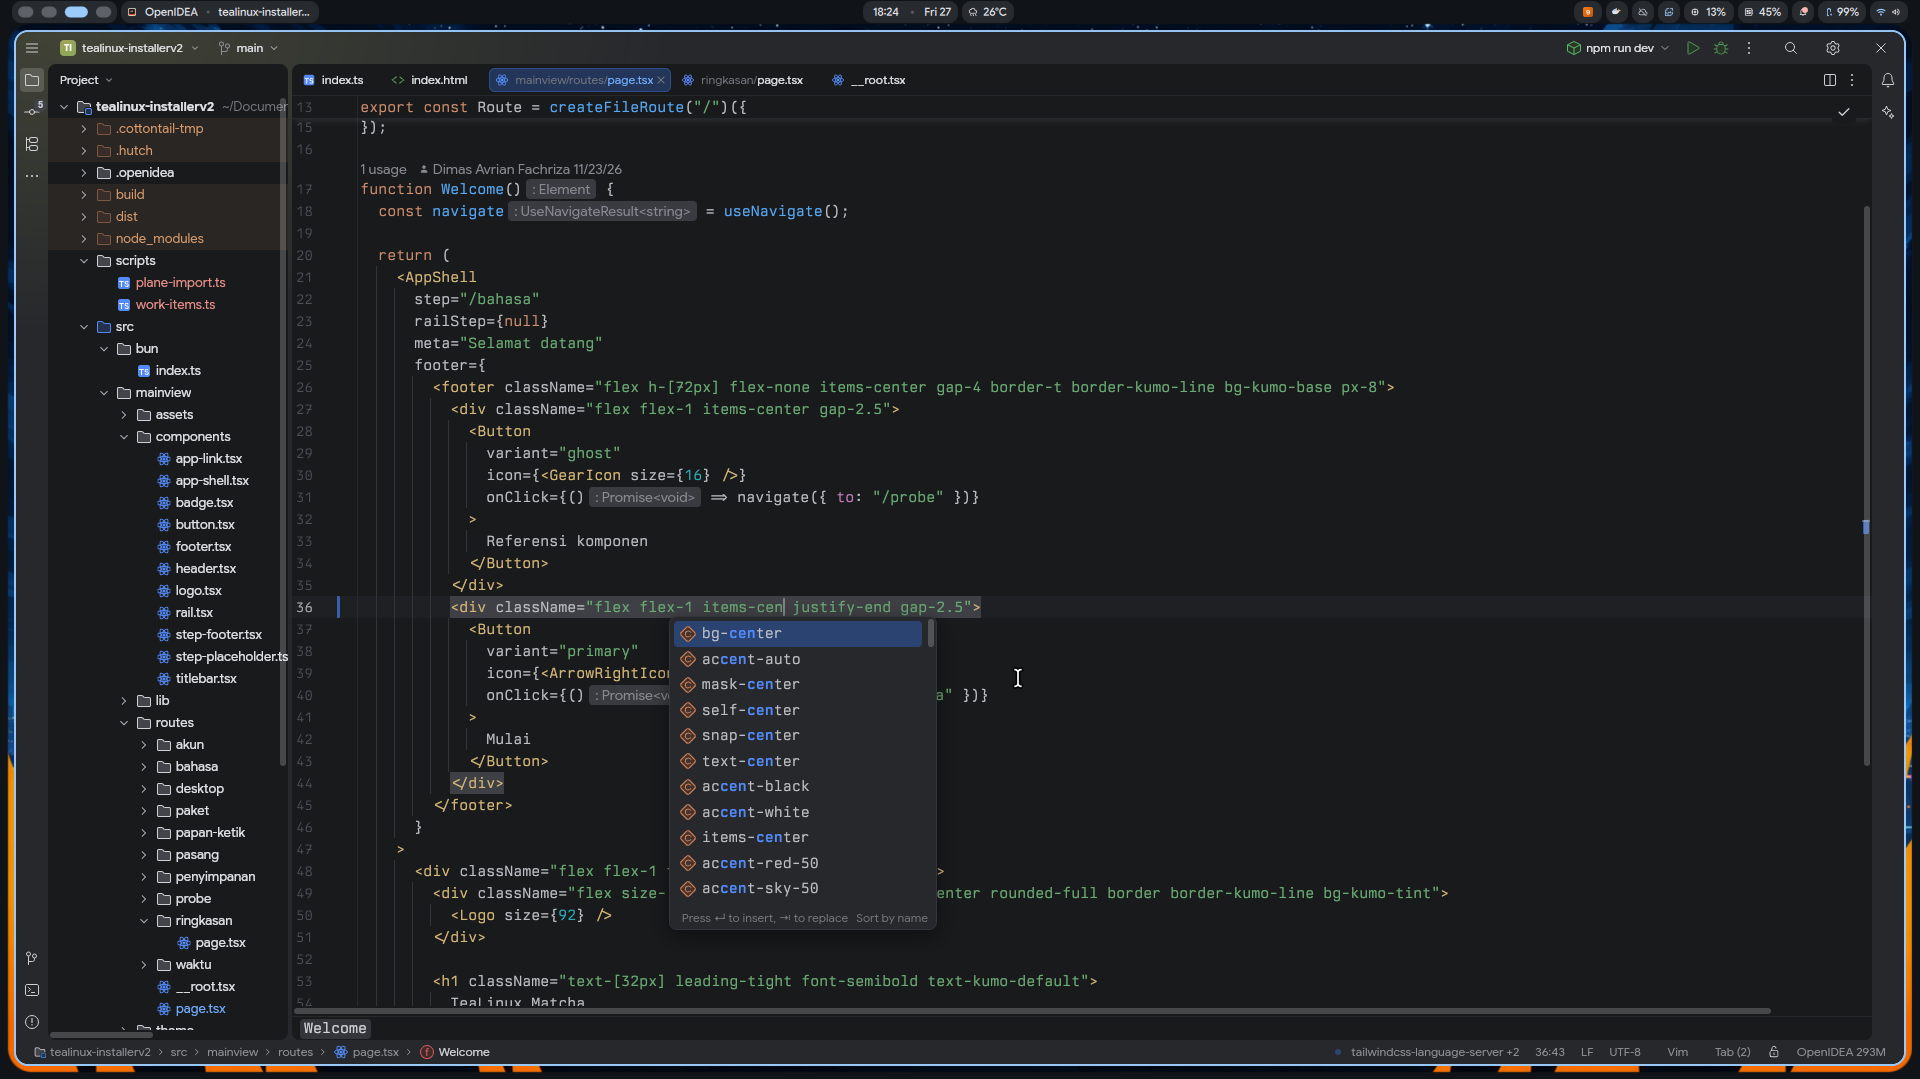 OpenIDEA · tealinux-installer...
18:24 · Fri 27
26°C
9
13%
45%
99%
TI tealinux-installerv2
main
npm run dev
Project
index.ts
index.html
mainview/routes/page.tsx
ringkasan/page.tsx
__root.tsx
5
tealinux-installerv2 ~/Documer
.cottontail-tmp
.hutch
.openidea
build
dist
node_modules
scripts
plane-import.ts
work-items.ts
src
bun
index.ts
mainview
assets
components
app-link.tsx
app-shell.tsx
badge.tsx
button.tsx
footer.tsx
header.tsx
logo.tsx
rail.tsx
step-footer.tsx
step-placeholder.ts
titlebar.tsx
lib
routes
akun
bahasa
desktop
paket
papan-ketik
pasang
penyimpanan
probe
ringkasan
page.tsx
waktu
__root.tsx
page.tsx
theme
13 export const Route = createFileRoute("/")({
15 });
16
1 usage Dimas Avrian Fachriza 11/23/26
17 function Welcome() : Element {
18 const navigate : UseNavigateResult<string> = useNavigate();
19
20 return (
21 <AppShell
22 step="/bahasa"
23 railStep={null}
24 meta="Selamat datang"
25 footer={
26 <footer className="flex h-[72px] flex-none items-center gap-4 border-t border-kumo-line bg-kumo-base px-8">
27 <div className="flex flex-1 items-center gap-2.5">
28 <Button
29 variant="ghost"
30 icon={<GearIcon size={16} />}
31 onClick={() : Promise<void> => navigate({ to: "/probe" })}
32 >
33 Referensi komponen
34 </Button>
35 </div>
36 <div className="flex flex-1 items-cen justify-end gap-2.5">
37 <Button
38 variant="primary"
39 icon={<ArrowRightIcon
40 onClick={() : Promise<v a" })}
41 >
42 Mulai
43 </Button>
44 </div>
45 </footer>
46 }
47 >
48 <div className="flex flex-1 >
49 <div className="flex size- enter rounded-full border border-kumo-line bg-kumo-tint">
50 <Logo size={92} />
51 </div>
52
53 <h1 className="text-[32px] leading-tight font-semibold text-kumo-default">
54 TeaLinux Matcha
bg-center
accent-auto
mask-center
self-center
snap-center
text-center
accent-black
accent-white
items-center
accent-red-50
accent-sky-50
Press ↵ to insert, ⇥ to replace Sort by name
Welcome
tealinux-installerv2 > src > mainview > routes > page.tsx > f Welcome
tailwindcss-language-server +2 36:43 LF UTF-8 Vim Tab (2) OpenIDEA 293M